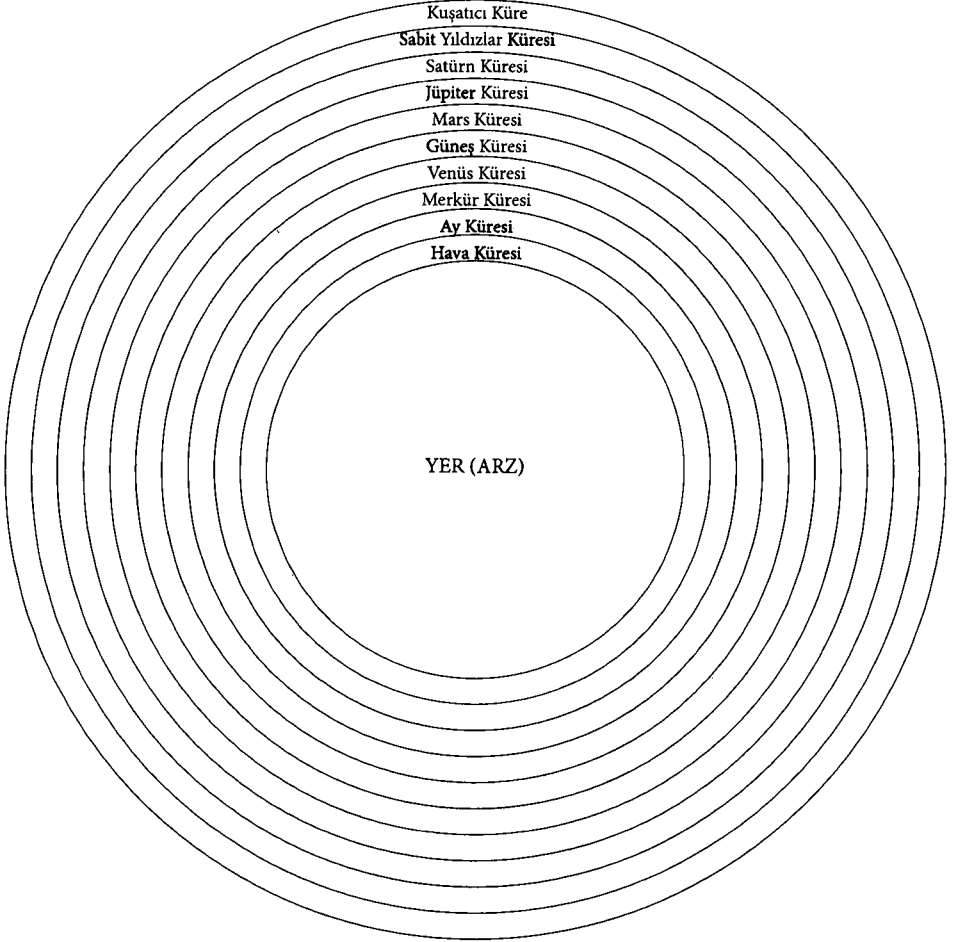 Kuşatıcı Küre
Sabit Yıldızlar Küresi
Satürn Küresi
Jüpiter Küresi
Mars Küresi
Güneş Küresi
Venüs Küresi
Merkür Küresi
Ay Küresi
Hava Küresi
YER (ARZ)